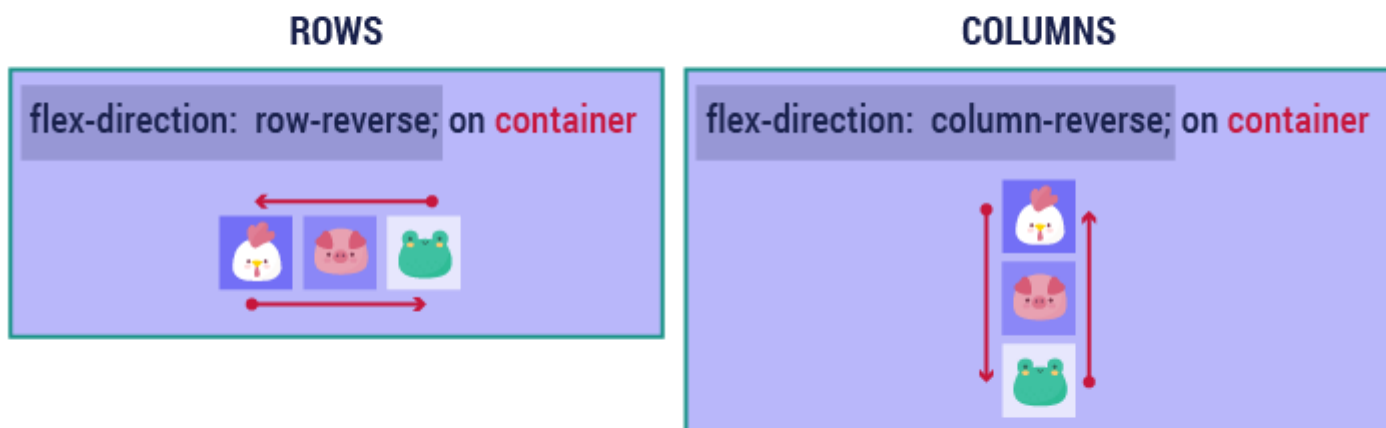 ROWS
flex-direction: row-reverse; on container
COLUMNS
flex-direction: column-reverse; on container